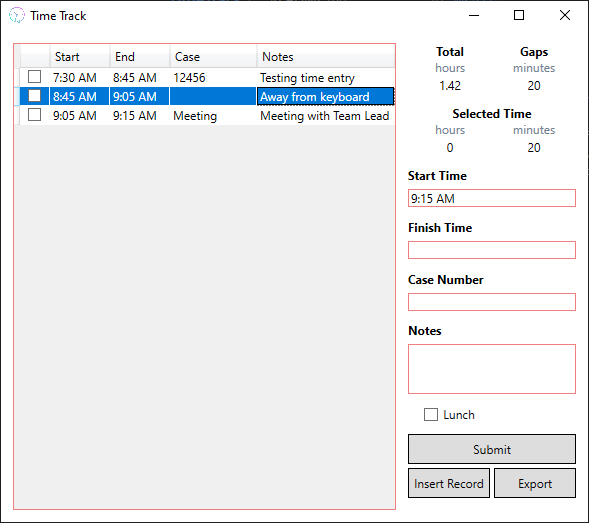 Time Track
Start End Case Notes
7:30 AM 8:45 AM 12456 Testing time entry
8:45 AM 9:05 AM Away from keyboard
9:05 AM 9:15 AM Meeting Meeting with Team Lead
Total Gaps
hours minutes
1.42 20
Selected Time
hours minutes
0 20
Start Time
9:15 AM
Finish Time
Case Number
Notes
Lunch
Submit
Insert Record Export